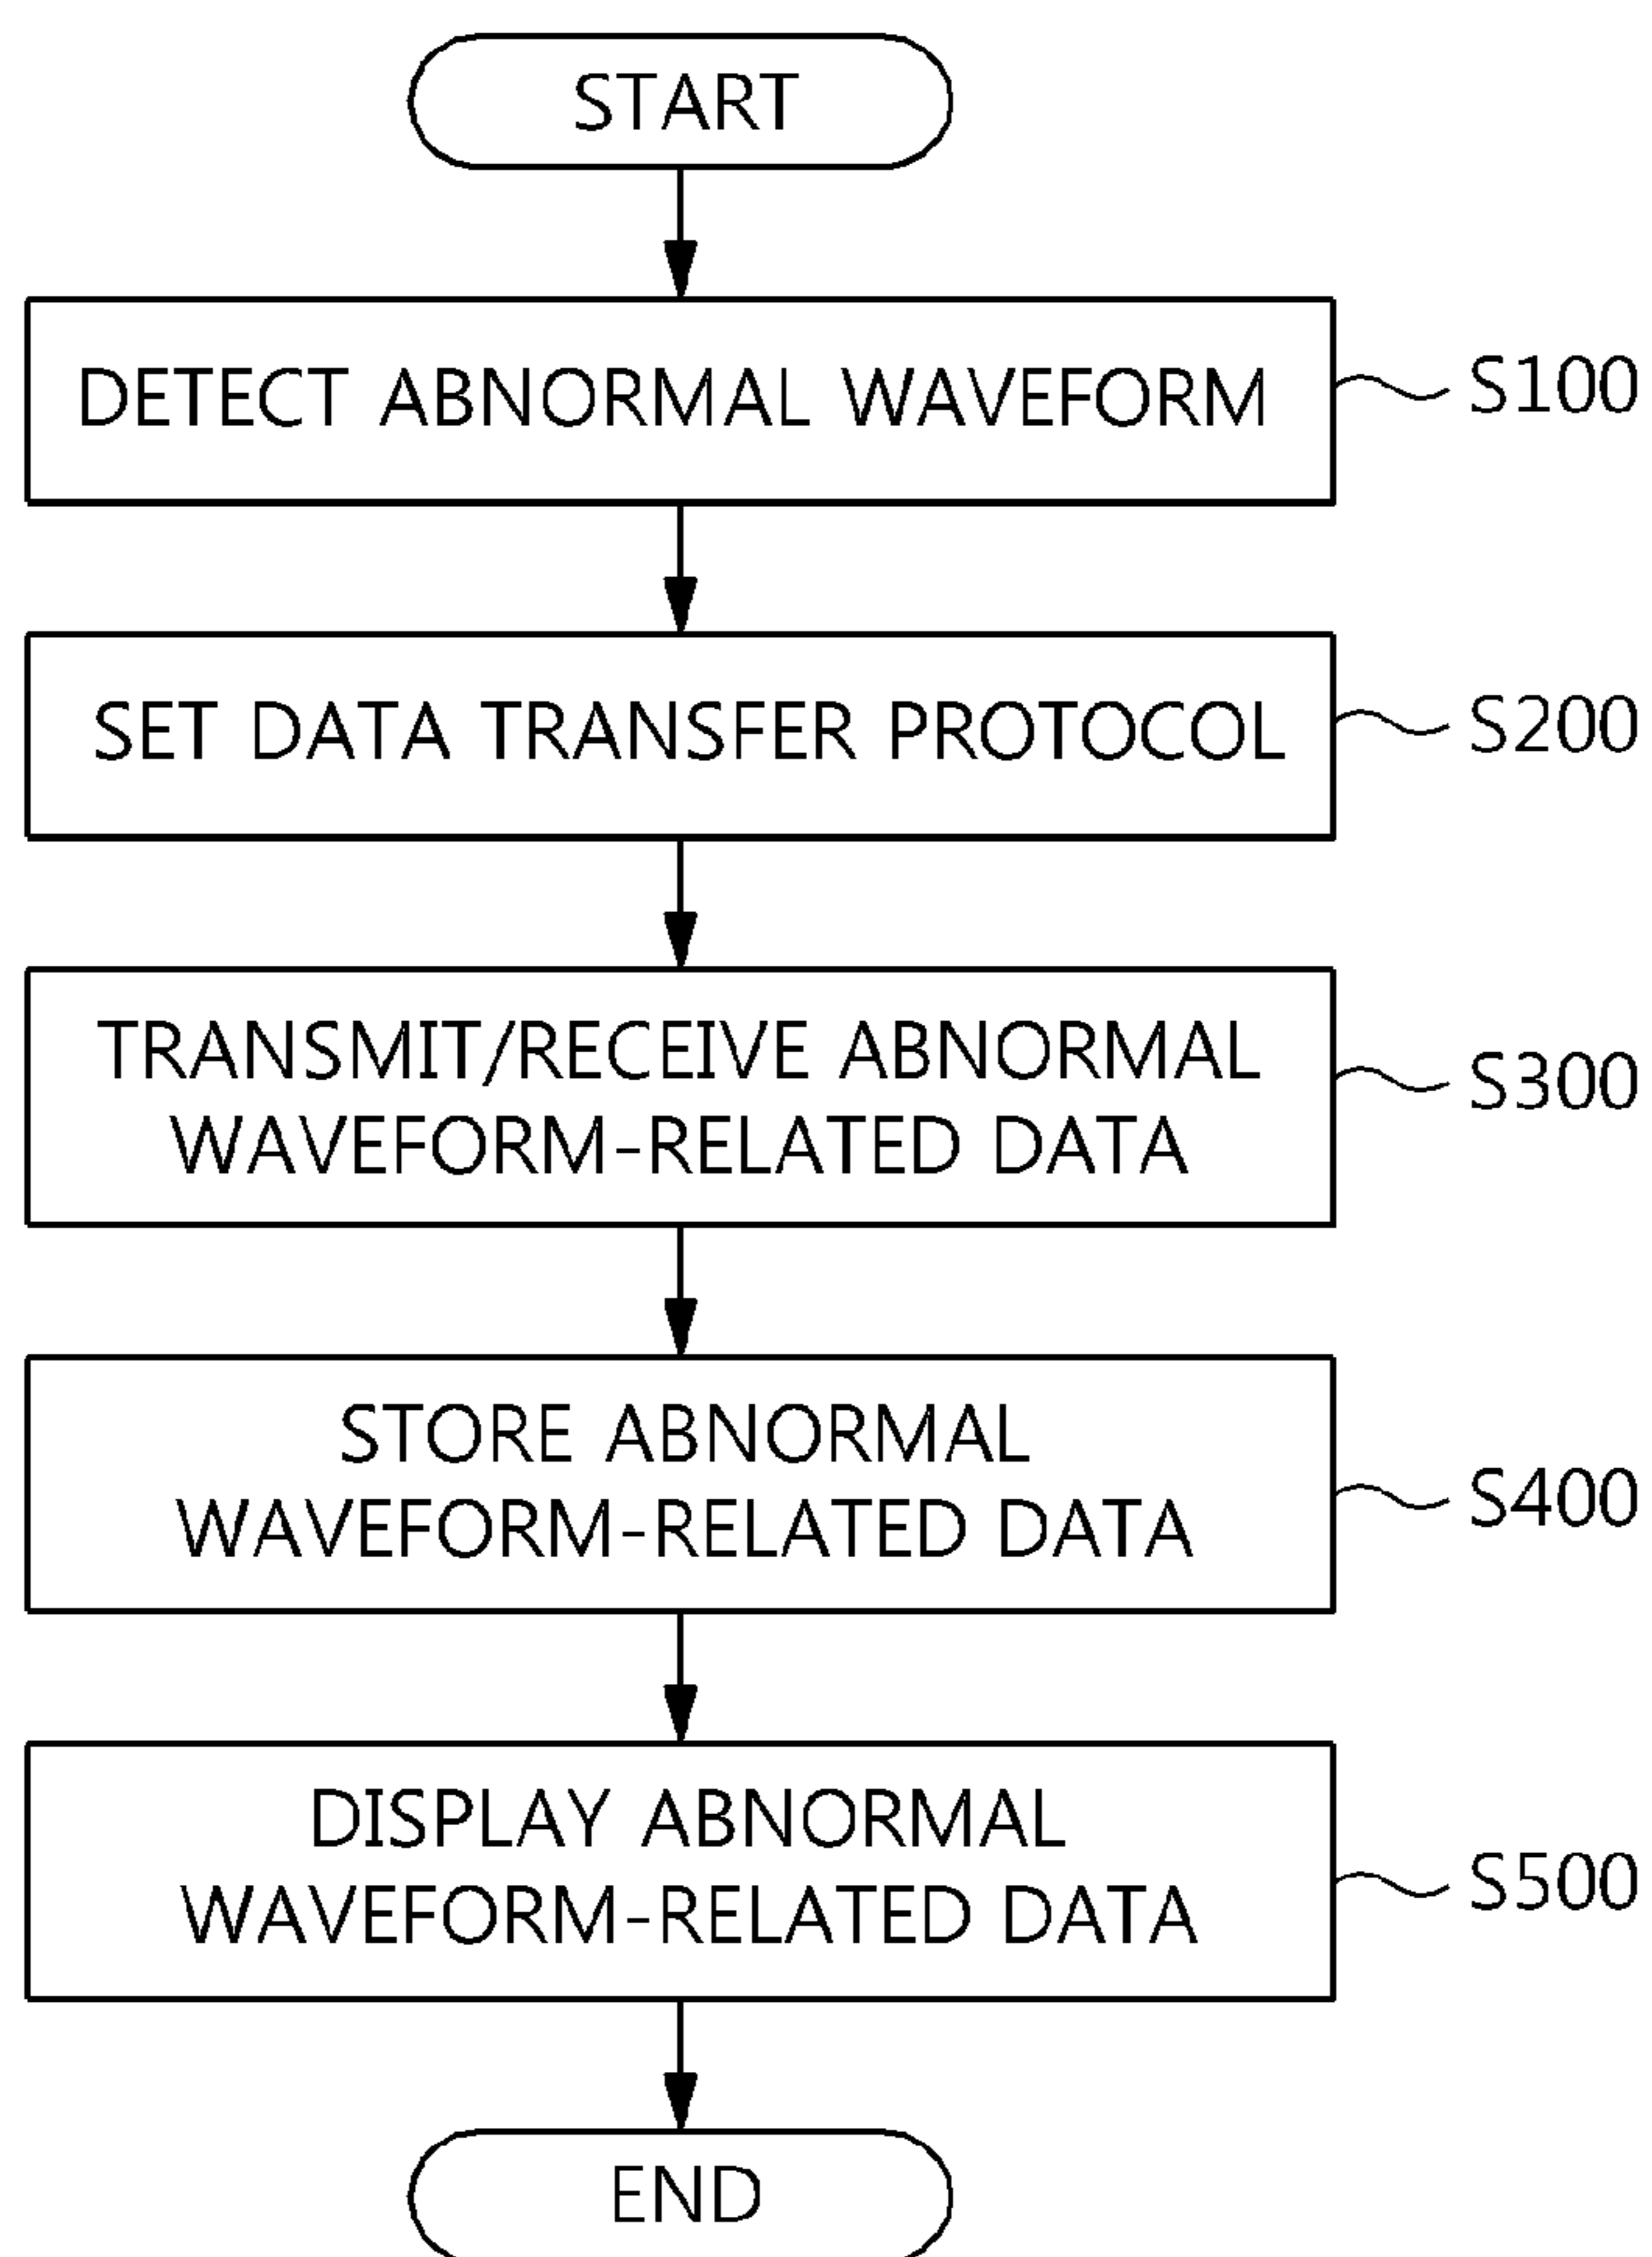 START
DETECT ABNORMAL WAVEFORM
S100
SET DATA TRANSFER PROTOCOL
S200
TRANSMIT/RECEIVE ABNORMAL
WAVEFORM-RELATED DATA
S300
STORE ABNORMAL
WAVEFORM-RELATED DATA
S400
DISPLAY ABNORMAL
WAVEFORM-RELATED DATA
S500
END